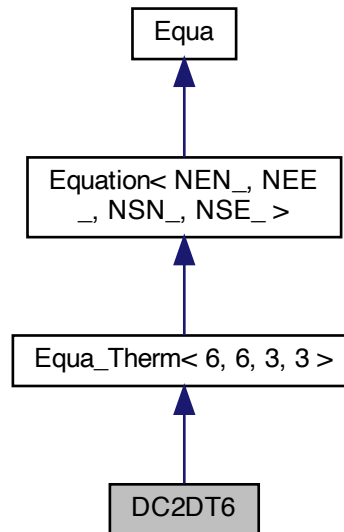 Equa
Equation< NEN_, NEE
_, NSN_, NSE_ >
Equa_Therm< 6, 6, 3, 3 >
DC2DT6